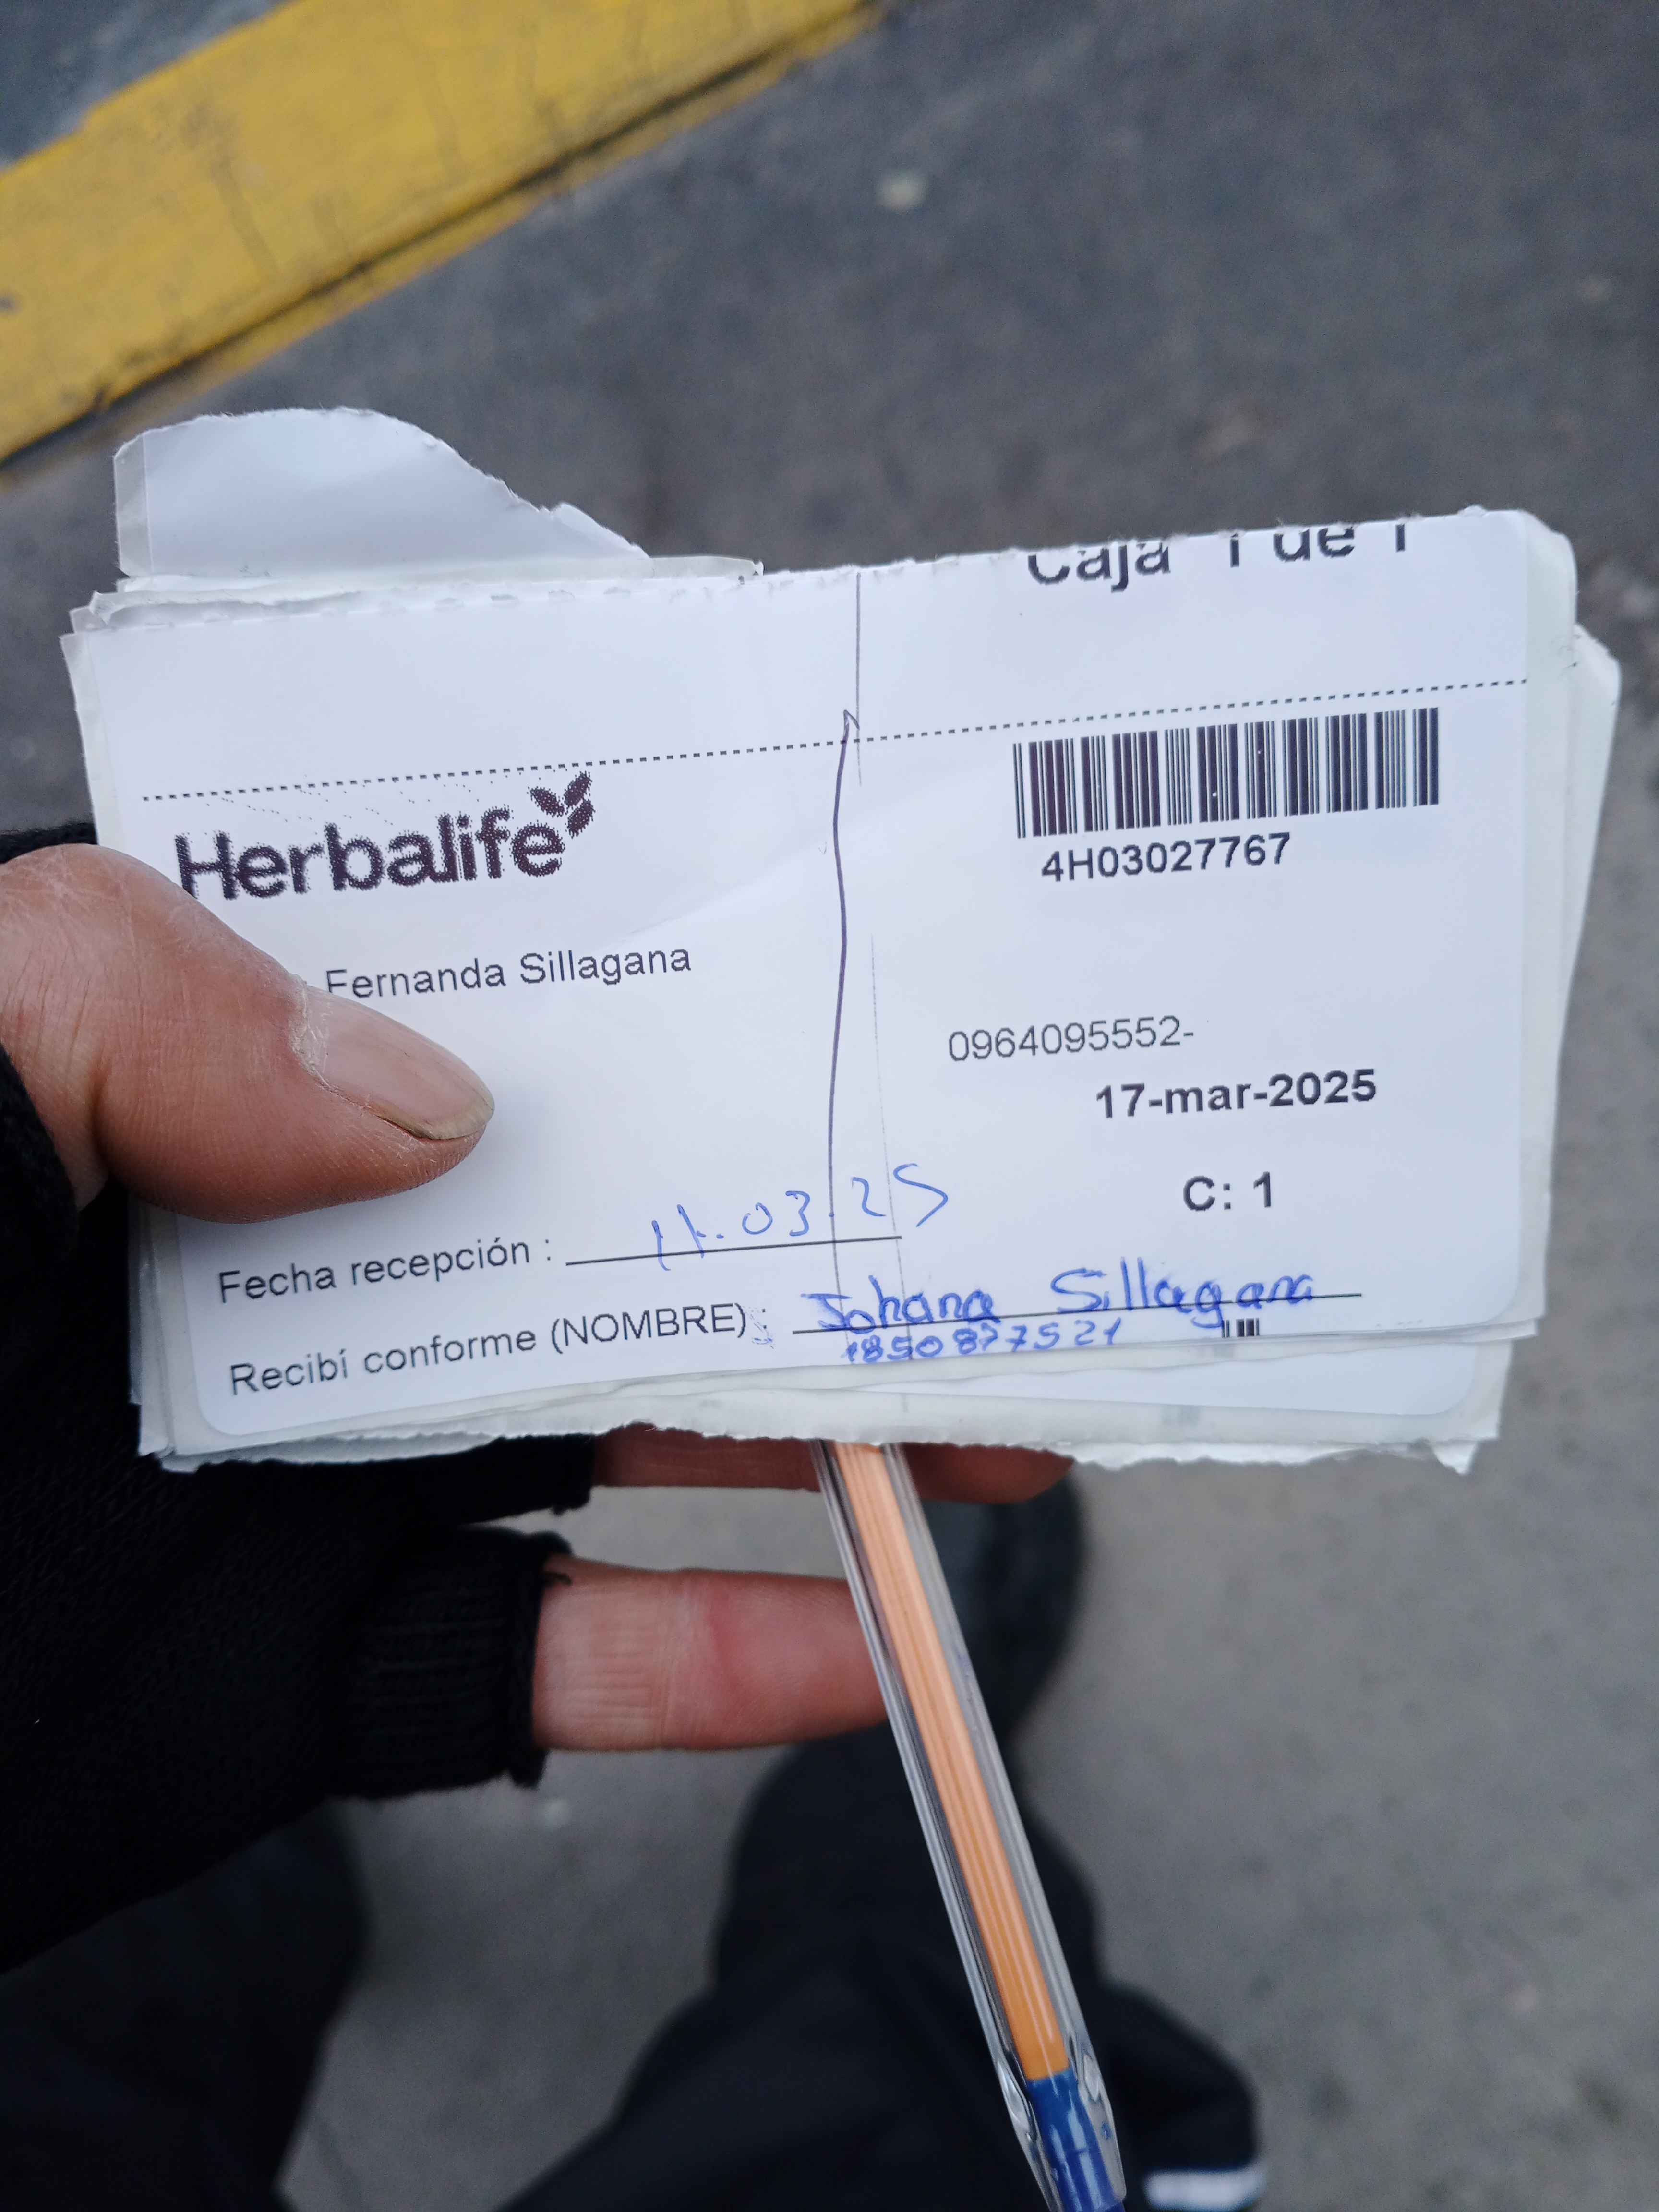 Caja 1 de 1
Herbalife
4H03027767
Fernanda Sillagana
0964095552-
17-mar-2025
C: 1
Fecha recepción : 17.03.25
Recibí conforme (NOMBRE) : Johana Sillagana
1850877521